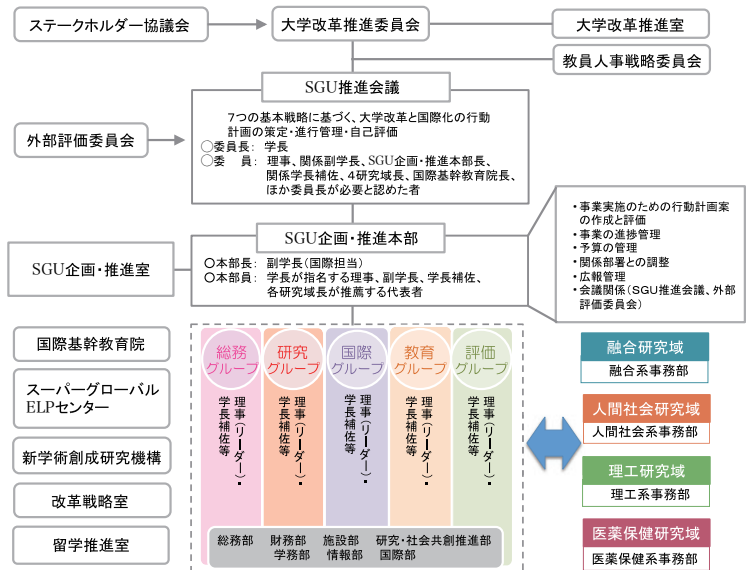 ステークホルダー協議会
大学改革推進委員会
大学改革推進室
教員人事戦略委員会
SGU推進会議
7つの基本戦略に基づく、大学改革と国際化の行動
計画の策定・進行管理・自己評価
○委員長： 学長
○委　員： 理事、関係副学長、SGU企画・推進本部長、
関係学長補佐、4研究域長、国際基幹教育院長、
ほか委員長が必要と認めた者
外部評価委員会
SGU企画・推進本部
○本部長： 副学長（国際担当）
○本部員： 学長が指名する理事、副学長、学長補佐、
各研究域長が推薦する代表者
SGU企画・推進室
・事業実施のための行動計画案
の作成と評価
・事業の進捗管理
・予算の管理
・関係部署との調整
・広報管理
・会議関係（SGU推進会議、外部
評価委員会）
国際基幹教育院
スーパーグローバル
ELPセンター
新学術創成研究機構
改革戦略室
留学推進室
総務
グループ
理事（リーダー）・
学長補佐等
研究
グループ
理事（リーダー）・
学長補佐等
国際
グループ
理事（リーダー）・
学長補佐等
教育
グループ
理事（リーダー）・
学長補佐等
評価
グループ
理事（リーダー）・
学長補佐等
総務部　財務部　施設部　研究・社会共創推進部
学務部　情報部　国際部
融合研究域
融合系事務部
人間社会研究域
人間社会系事務部
理工研究域
理工系事務部
医薬保健研究域
医薬保健系事務部